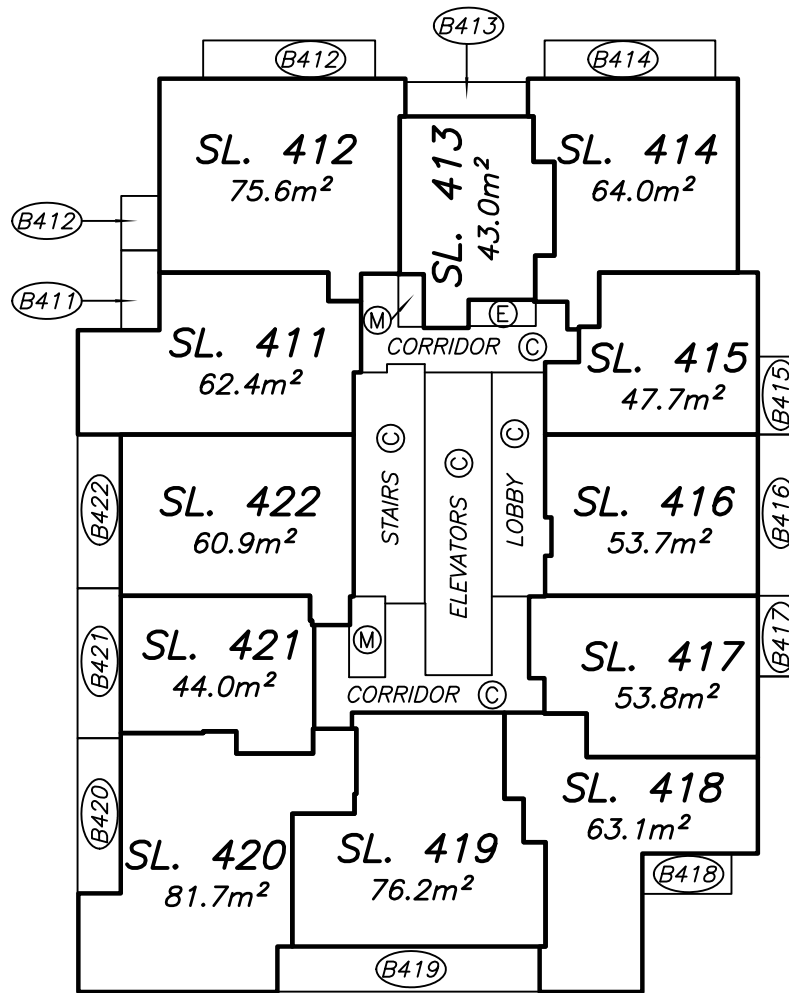 B413
B412
B414
SL. 412
75.6m²
SL. 413
43.0m²
SL. 414
64.0m²
B412
B411
M
E
CORRIDOR C
SL. 411
62.4m²
SL. 415
47.7m²
B415
STAIRS C
ELEVATORS C
LOBBY C
B422
SL. 422
60.9m²
SL. 416
53.7m²
B416
B421
SL. 421
44.0m²
M
SL. 417
53.8m²
B417
CORRIDOR C
B420
SL. 420
81.7m²
SL. 419
76.2m²
SL. 418
63.1m²
B418
B419